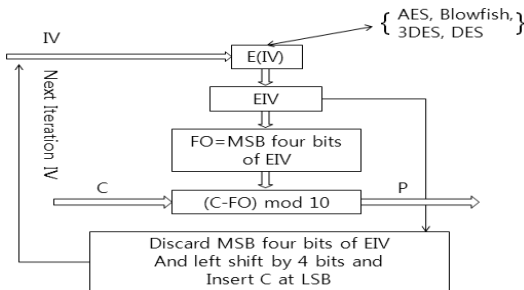 IV
{ AES, Blowfish, }
3DES, DES
E(IV)
EIV
Next Iteration IV
FO=MSB four bits
of EIV
C
(C-FO) mod 10
P
Discard MSB four bits of EIV
And left shift by 4 bits and
Insert C at LSB